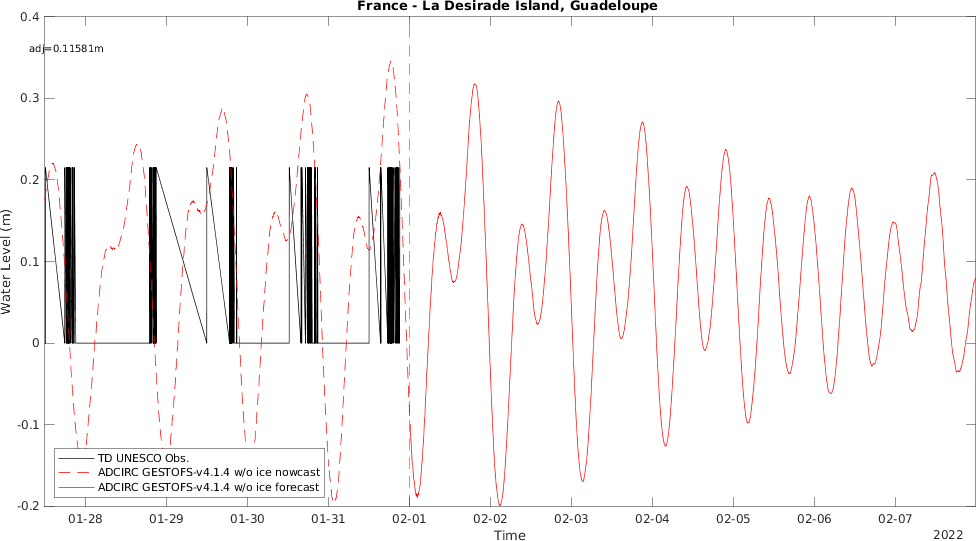 France - La Desirade Island, Guadeloupe
adj=0.11581m
0.4
0.3
0.2
0.1
0
-0.1
-0.2
Water Level (m)
TD UNESCO Obs.
ADCIRC GESTOFS-v4.1.4 w/o ice nowcast
ADCIRC GESTOFS-v4.1.4 w/o ice forecast
01-28 01-29 01-30 01-31 02-01 02-02 02-03 02-04 02-05 02-06 02-07
Time
2022